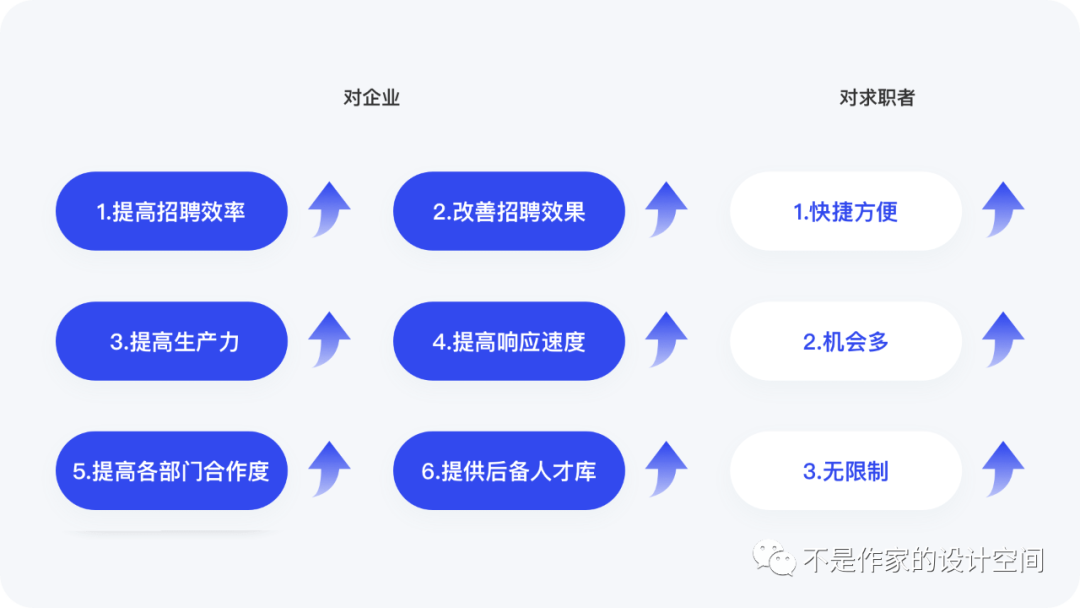 对企业
对求职者
1.提高招聘效率
2.改善招聘效果
1.快捷方便
3.提高生产力
4.提高响应速度
2.机会多
5.提高各部门合作度
6.提供后备人才库
3.无限制
不是作家的设计空间